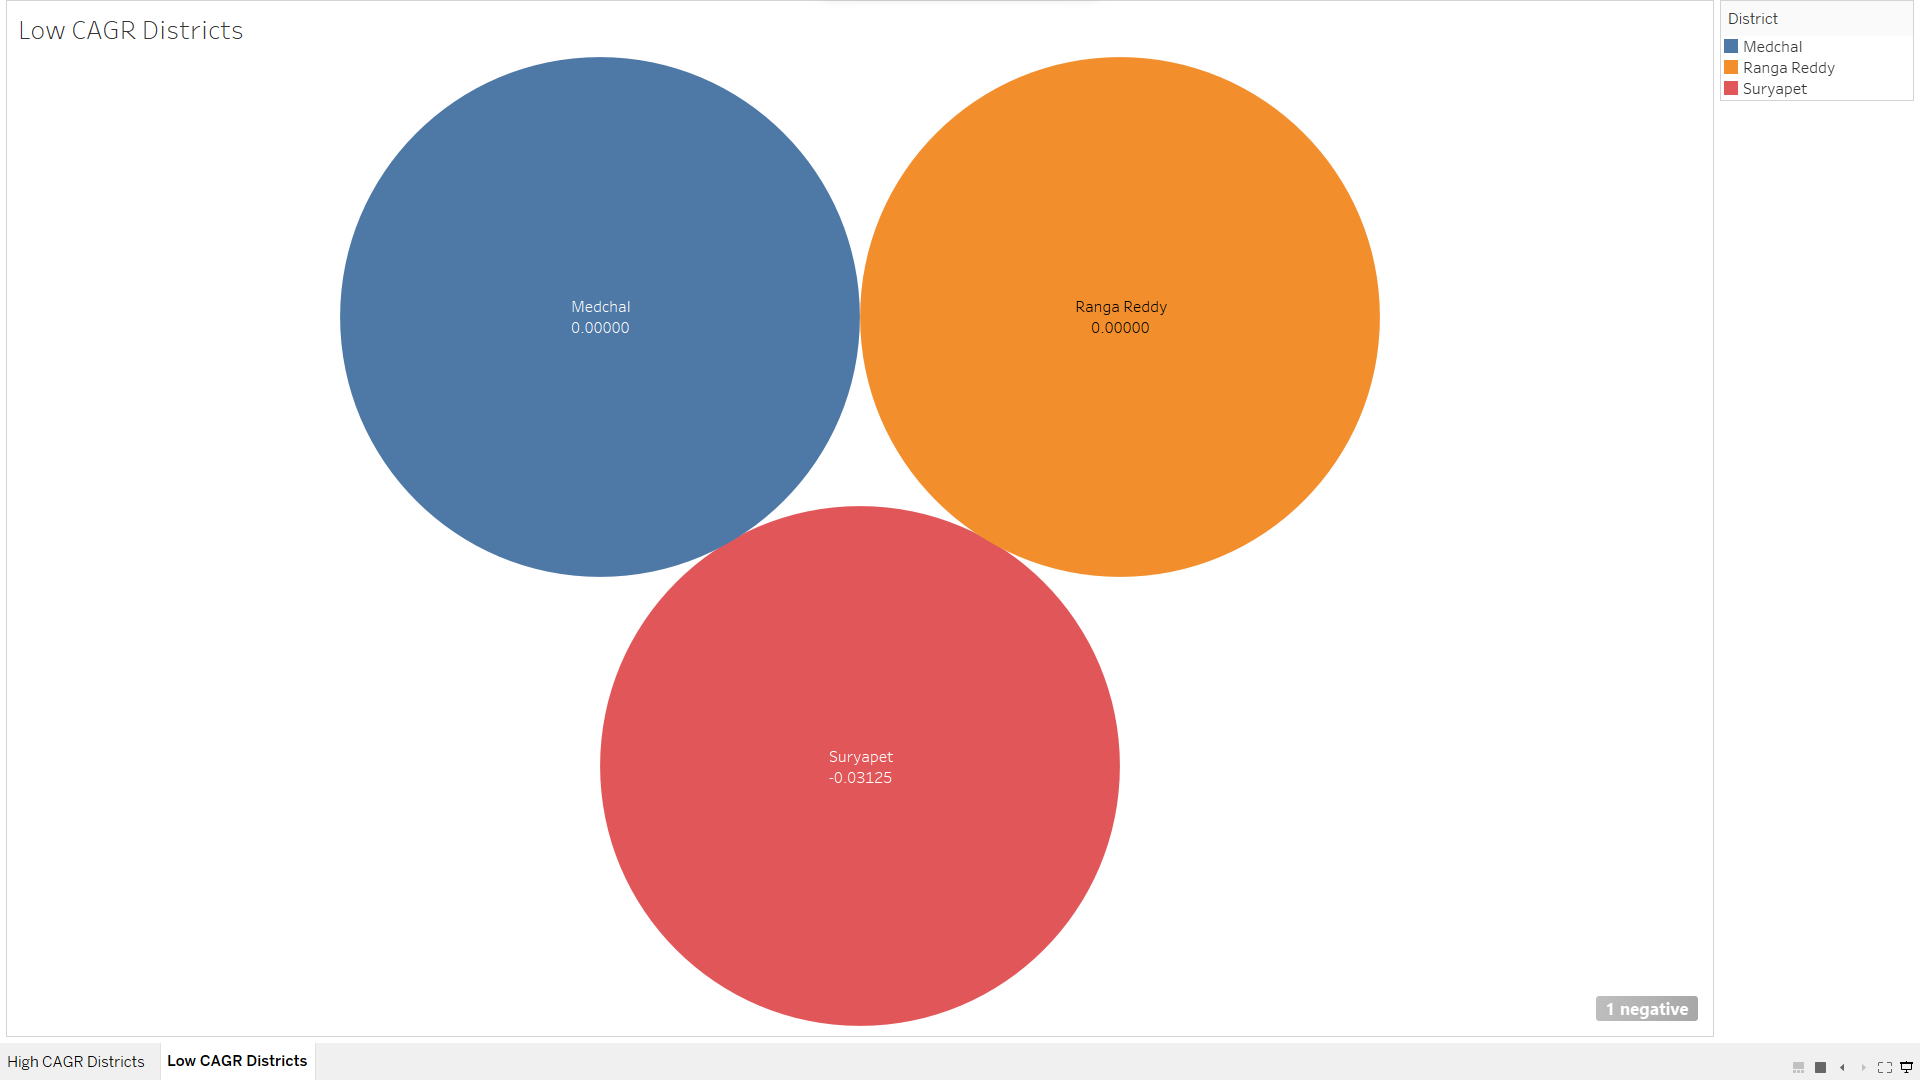 Low CAGR Districts
District
Medchal
Ranga Reddy
Suryapet
Medchal
0.00000
Ranga Reddy
0.00000
Suryapet
-0.03125
1 negative
High CAGR Districts
Low CAGR Districts